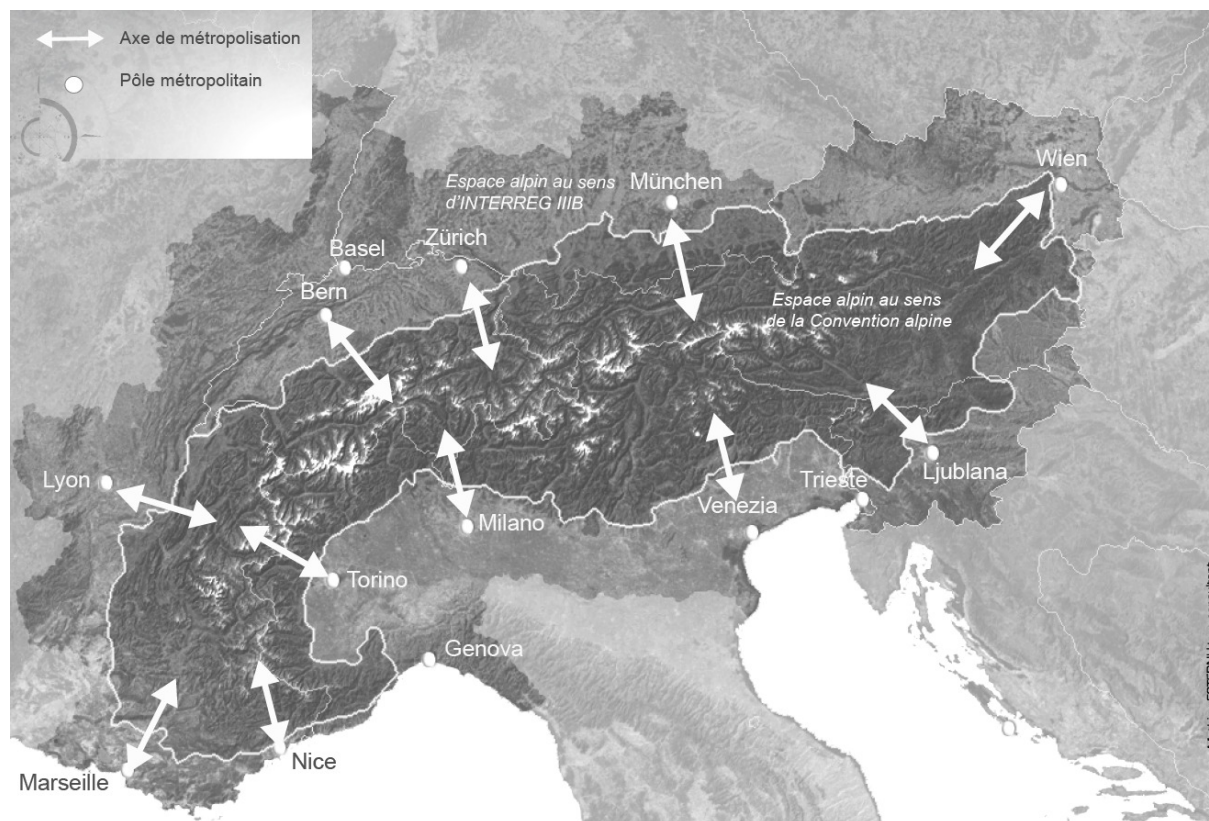 Axe de métropolisation
Pôle métropolitain
Wien
Espace alpin au sens
d'INTERREG IIIB
München
Basel
Zürich
Bern
Espace alpin au sens
de la Convention alpine
Lyon
Trieste
Ljublana
Venezia
Milano
Torino
Genova
Nice
Marseille